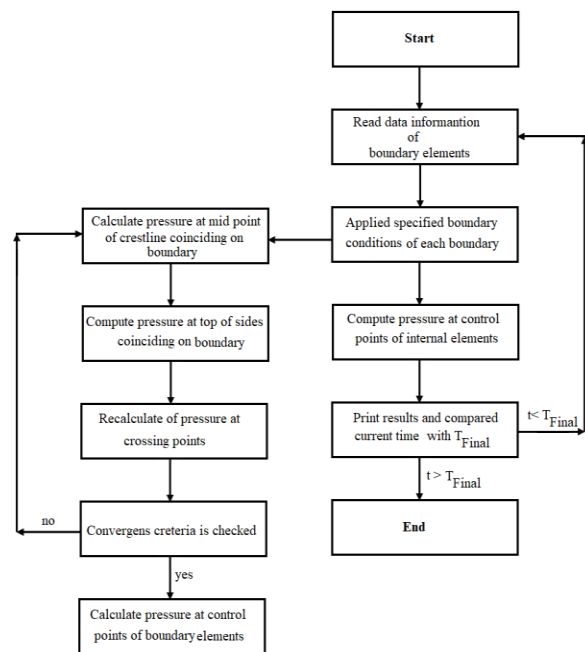 Start
Read data informantion
of
boundary elements
Applied specified boundary
conditions of each boundary
Compute pressure at control
points of internal elements
Print results and compared
current time with T_Final
t< T_Final
t > T_Final
End
Calculate pressure at mid point
of crestline coinciding on
boundary
Compute pressure at top of sides
coinciding on boundary
Recalculate of pressure at
crossing points
Convergens creteria is checked
no
yes
Calculate pressure at control
points of boundary elements